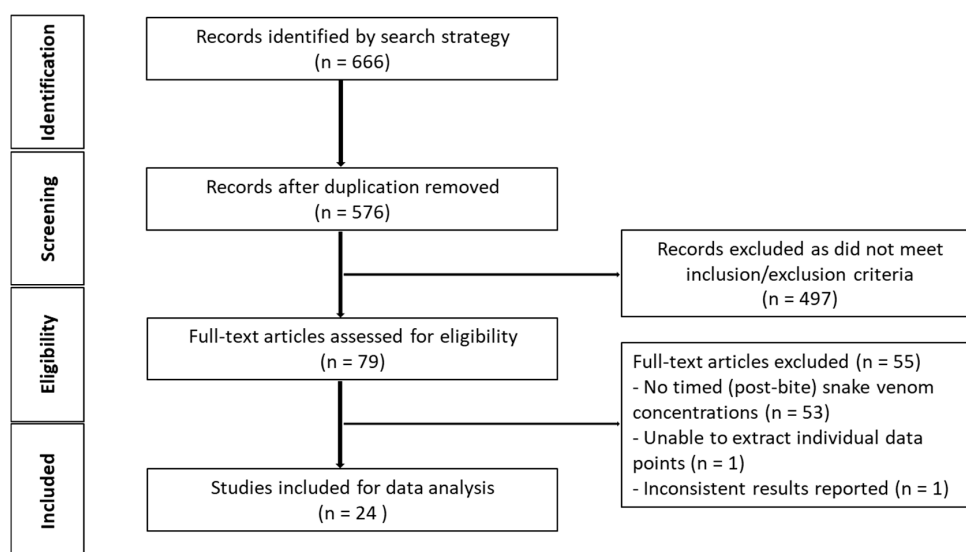 Identification
Records identified by search strategy
(n = 666)
Screening
Records after duplication removed
(n = 576)
Records excluded as did not meet
inclusion/exclusion criteria
(n = 497)
Eligibility
Full-text articles assessed for eligibility
(n = 79)
Full-text articles excluded (n = 55)
- No timed (post-bite) snake venom
concentrations (n = 53)
- Unable to extract individual data
points (n = 1)
- Inconsistent results reported (n = 1)
Included
Studies included for data analysis
(n = 24 )